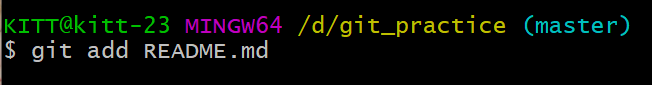 KITT@kitt-23 MINGW64 /d/git_practice (master)
$ git add README.md